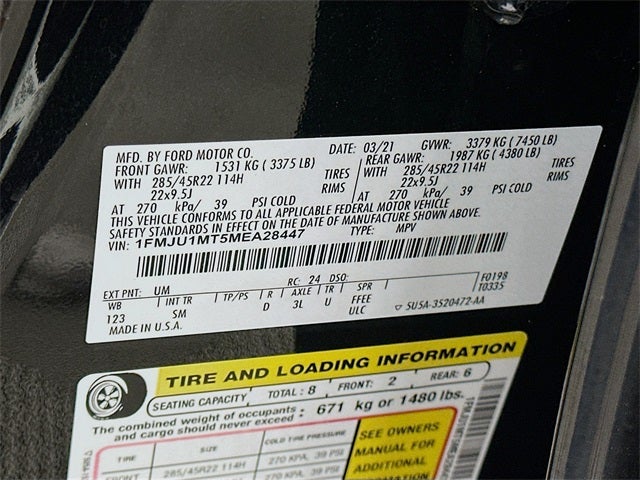 MFD. BY FORD MOTOR CO.
DATE: 03/21 GVWR: 3379 KG ( 7450 LB)
FRONT GAWR: 1531 KG ( 3375 LB) REAR GAWR: 1987 KG ( 4380 LB)
WITH 285/45R22 114H TIRES 285/45R22 114H TIRES
22x9.5J RIMS 22x9.5J RIMS
AT 270 kPa/ 39 PSI COLD AT 270 kPa/ 39 PSI COLD
THIS VEHICLE CONFORMS TO ALL APPLICABLE FEDERAL MOTOR VEHICLE
SAFETY STANDARDS IN EFFECT ON THE DATE OF MANUFACTURE SHOWN ABOVE.
VIN: 1FMJU1MT5MEA28447 TYPE: MPV
EXT PNT: UM RC: 24 DSO: F0198
WB INT TR TP/PS R AXLE TR SPR T0335
123 SM D 3L U FFEE
MADE IN U.S.A. ULC 5U5A-3520472-AA
TIRE AND LOADING INFORMATION
SEATING CAPACITY TOTAL : 8 FRONT: 2 REAR: 6
The combined weight of occupants
and cargo should never exceed : 671 kg or 1480 lbs.
TIRE SIZE COLD TIRE PRESSURE SEE OWNERS
MANUAL FOR
FRONT 285/45R22 114H 270 KPA, 39 PSI ADDITIONAL